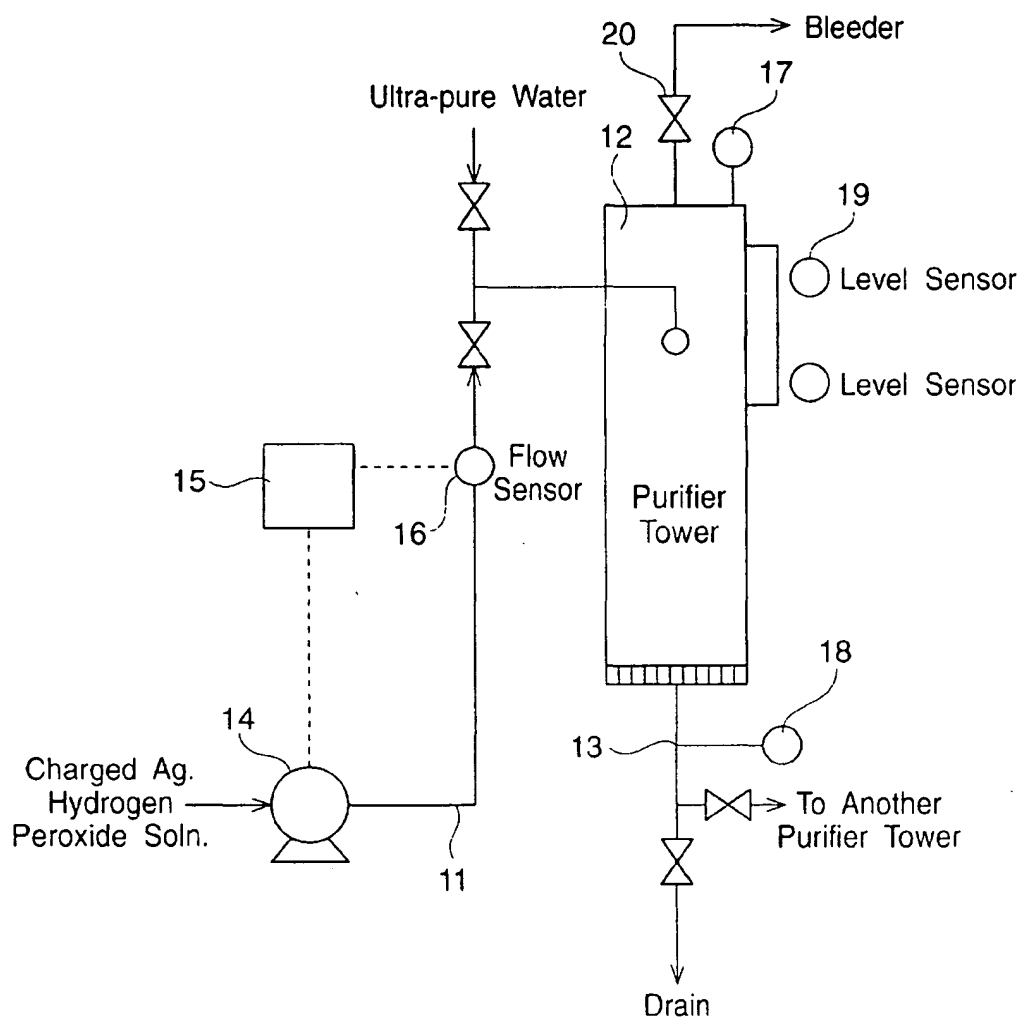 20
Bleeder
17
Ultra-pure Water
12
19
Level Sensor
Level Sensor
15
Flow
Sensor
16
Purifier
Tower
18
14
13
Charged Ag.
Hydrogen
Peroxide Soln.
11
To Another
Purifier Tower
Drain